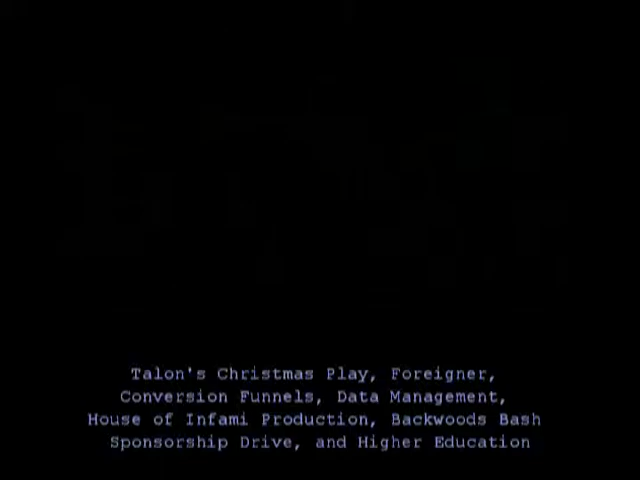 Talon's Christmas Play, Foreigner,
Conversion Funnels, Data Management,
House of Infami Production, Backwoods Bash
Sponsorship Drive, and Higher Education